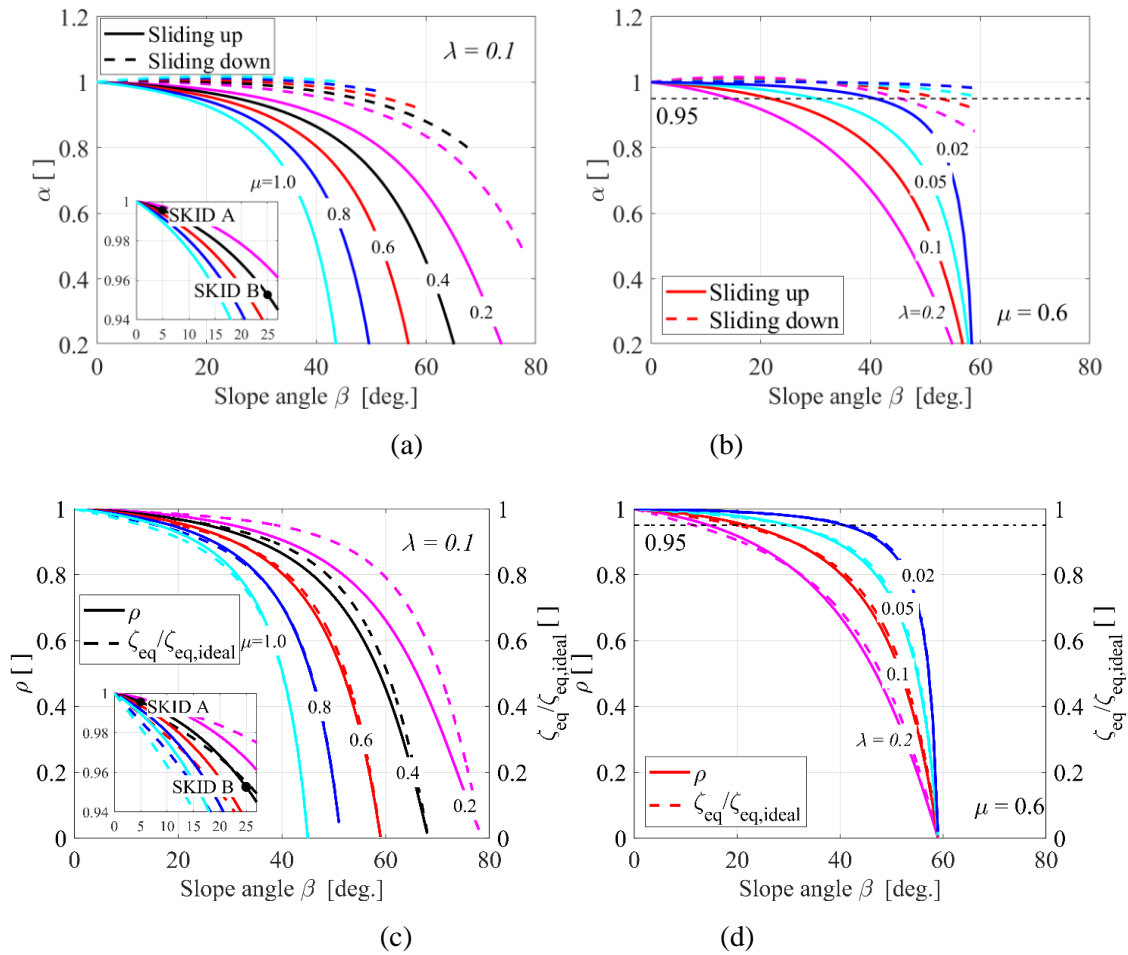 1.2
1
0.8
0.6
0.4
0.2
α [ ]
Sliding up
Sliding down
λ = 0.1
μ=1.0
0.8
0.6
0.4
0.2
1
0.98
0.96
0.94
SKID A
SKID B
0 5 10 15 20 25
0 20 40 60 80
Slope angle β [deg.]
(a)
1.2
1
0.8
0.6
0.4
0.2
α [ ]
0.95
0.02
0.05
0.1
λ=0.2
Sliding up
Sliding down
μ = 0.6
0 20 40 60 80
Slope angle β [deg.]
(b)
1
0.8
0.6
0.4
0.2
0
ρ [ ]
λ = 0.1
ρ
ζeq/ζeq,ideal
μ=1.0
0.8
0.6
0.4
0.2
1
0.98
0.96
0.94
SKID A
SKID B
0 5 10 15 20 25
1
0.8
0.6
0.4
0.2
0
ζeq/ζeq,ideal [ ]
0 20 40 60 80
Slope angle β [deg.]
(c)
1
0.8
0.6
0.4
0.2
0
ρ [ ]
0.95
0.02
0.05
0.1
λ = 0.2
ρ
ζeq/ζeq,ideal
μ = 0.6
1
0.8
0.6
0.4
0.2
0
ζeq/ζeq,ideal [ ]
0 20 40 60 80
Slope angle β [deg.]
(d)